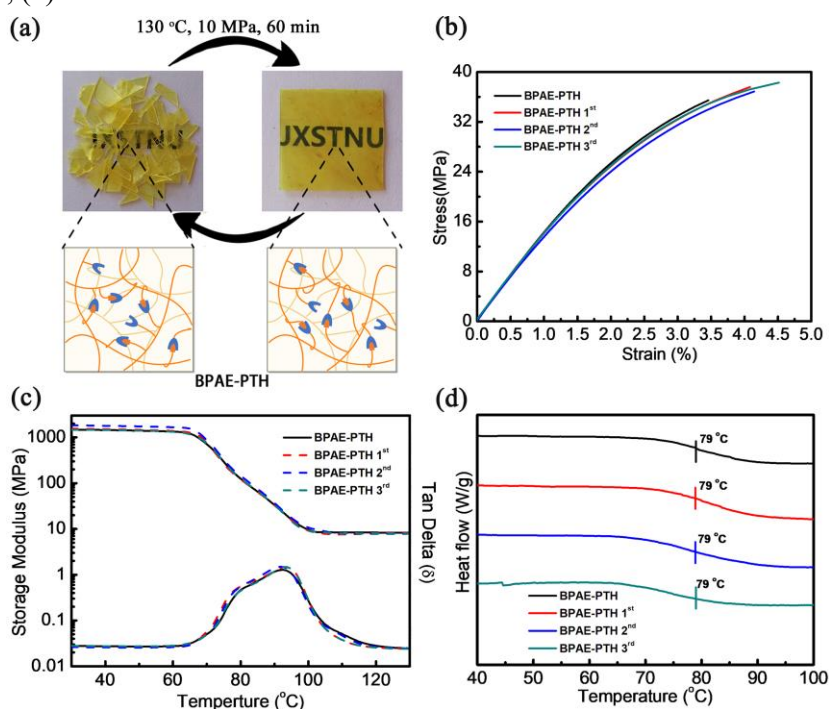 (a)
130 °C, 10 MPa, 60 min
JXSTNU
JXSTNU
BPAE-PTH
(b)
Stress(MPa)
40
36
24
12
0
BPAE-PTH
BPAE-PTH 1st
BPAE-PTH 2nd
BPAE-PTH 3rd
0.0 0.5 1.0 1.5 2.0 2.5 3.0 3.5 4.0 4.5 5.0
Strain (%)
(c)
Storage Modulus (MPa)
1000
100
10
1
0.1
0.01
BPAE-PTH
BPAE-PTH 1st
BPAE-PTH 2nd
BPAE-PTH 3rd
Tan Delta (δ)
40 60 80 100 120
Temperture (°C)
(d)
Heat flow (W/g)
79 °C
79 °C
79 °C
79 °C
BPAE-PTH
BPAE-PTH 1st
BPAE-PTH 2nd
BPAE-PTH 3rd
40 50 60 70 80 90 100
Temperature (°C)